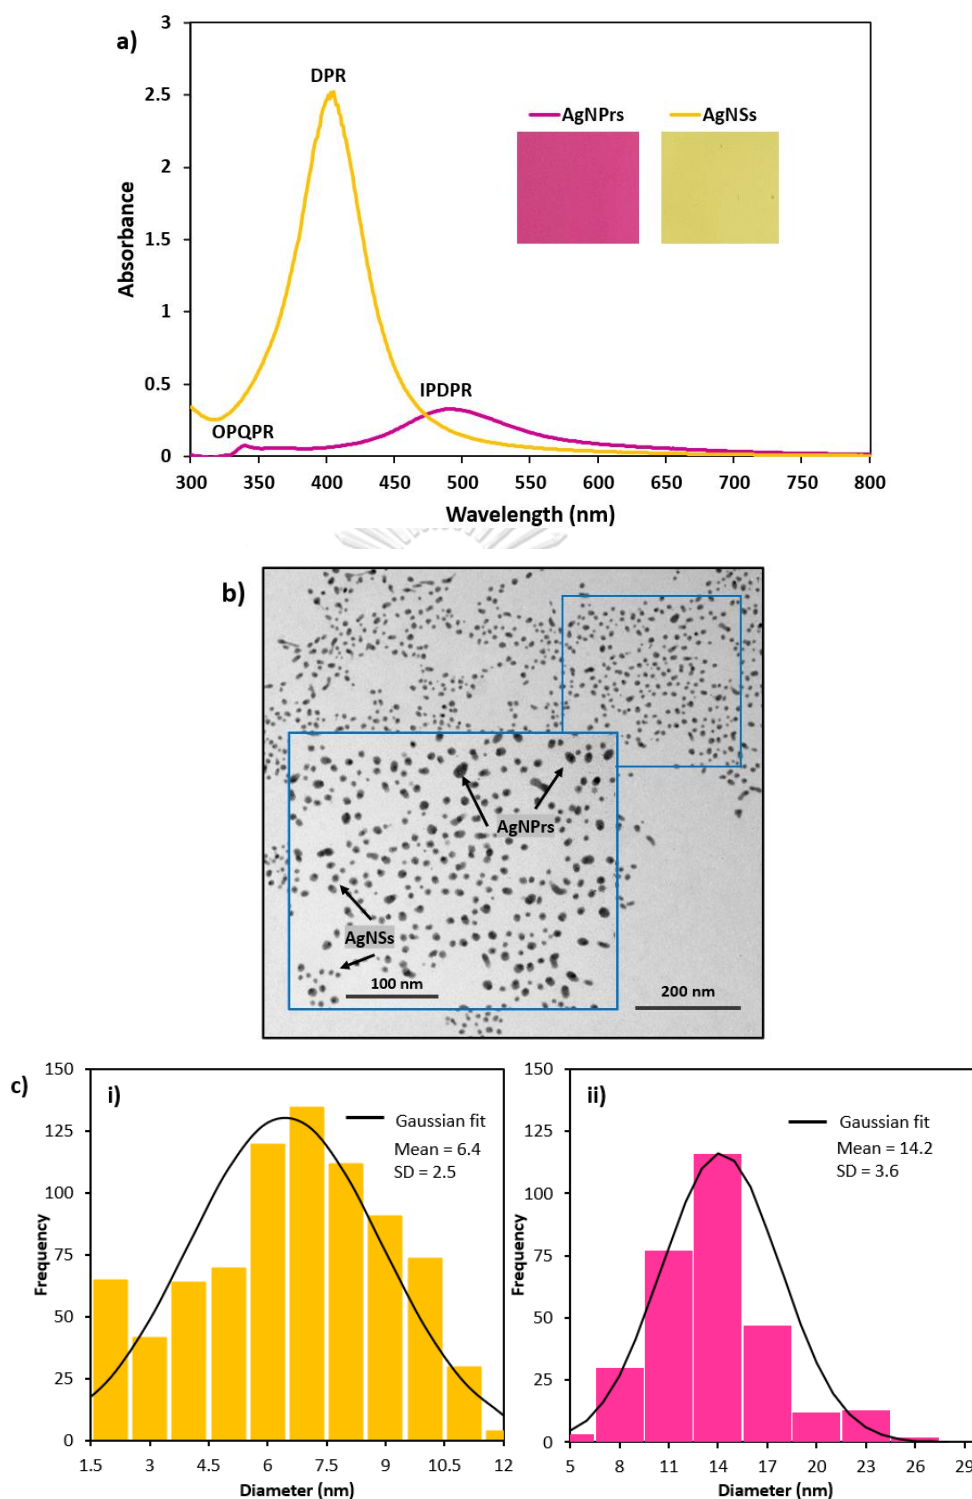 a)
3
2.5
2
1.5
1
0.5
0
Absorbance
DPR
AgNPrs AgNSs
IPDPR
OPQPR
300 350 400 450 500 550 600 650 700 750 800
Wavelength (nm)
b)
AgNPrs
AgNSs
100 nm
200 nm
c)
i)
150
125
100
75
50
25
0
Frequency
Gaussian fit
Mean = 6.4
SD = 2.5
1.5 3 4.5 6 7.5 9 10.5 12
Diameter (nm)
ii)
150
125
100
75
50
25
0
Frequency
Gaussian fit
Mean = 14.2
SD = 3.6
5 8 11 14 17 20 23 26 29
Diameter (nm)